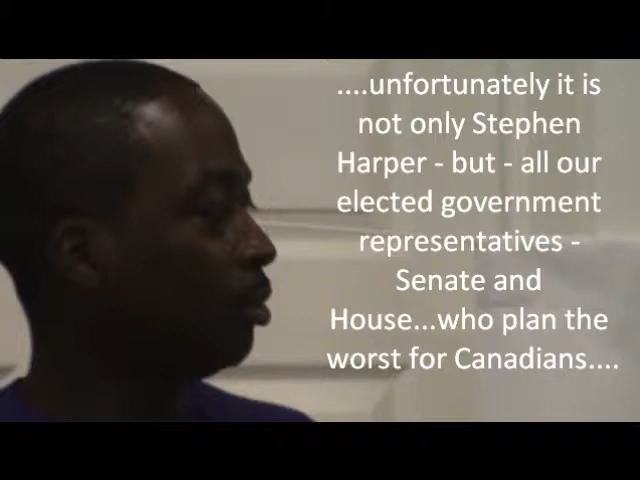 ....unfortunately it is
not only Stephen
Harper - but - all our
elected government
representatives -
Senate and
House...who plan the
worst for Canadians....